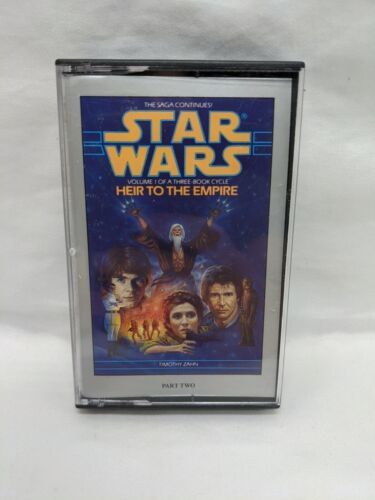 THE SAGA CONTINUES!
STAR®
WARS
VOLUME 1 OF A THREE-BOOK CYCLE
HEIR TO THE EMPIRE
TIMOTHY ZAHN
PART TWO